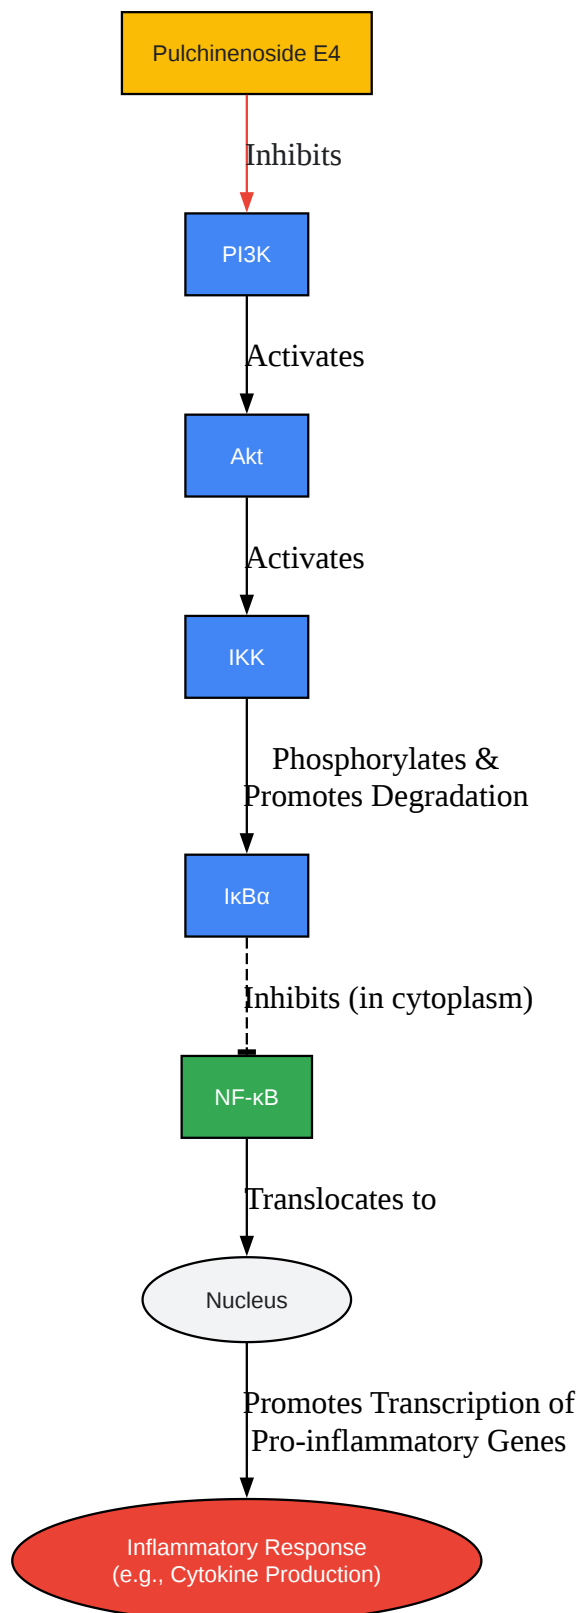 Pulchinenoside E4
Inhibits
PI3K
Activates
Akt
Activates
IKK
Phosphorylates &
Promotes Degradation
IκBα
Inhibits (in cytoplasm)
NF-κB
Translocates to
Nucleus
Promotes Transcription of
Pro-inflammatory Genes
Inflammatory Response
(e.g., Cytokine Production)